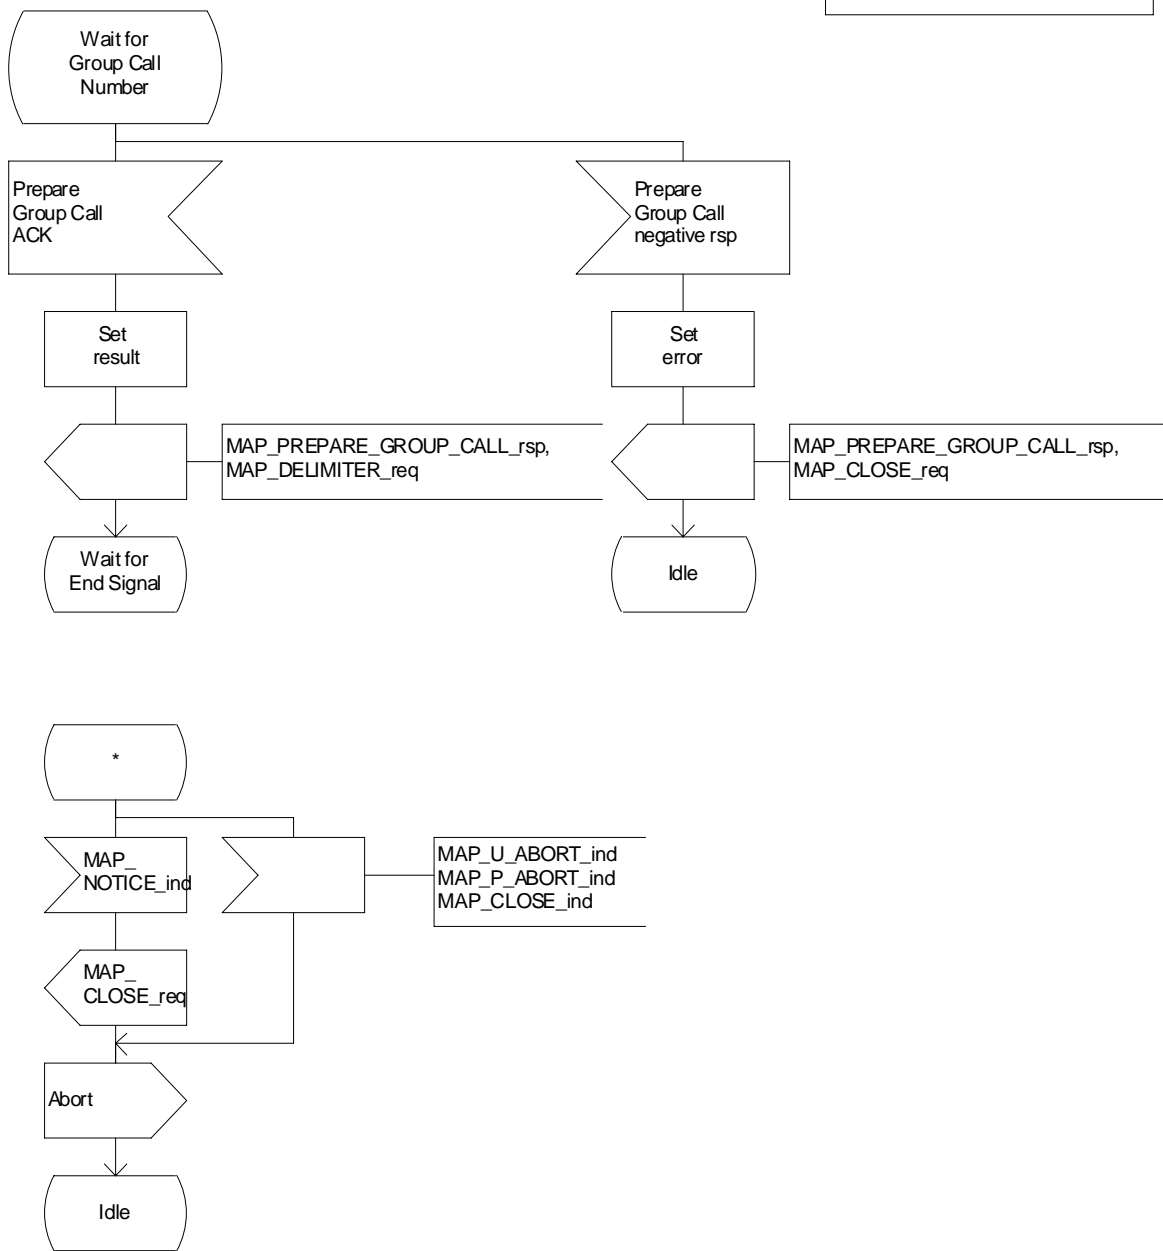 Wait for
Group Call
Number
Prepare
Group Call
ACK
Prepare
Group Call
negative rsp
Set
result
Set
error
MAP_PREPARE_GROUP_CALL_rsp,
MAP_DELIMITER_req
MAP_PREPARE_GROUP_CALL_rsp,
MAP_CLOSE_req
Wait for
End Signal
Idle
*
MAP_
NOTICE_ind
MAP_U_ABORT_ind
MAP_P_ABORT_ind
MAP_CLOSE_ind
MAP_
CLOSE_req
Abort
Idle